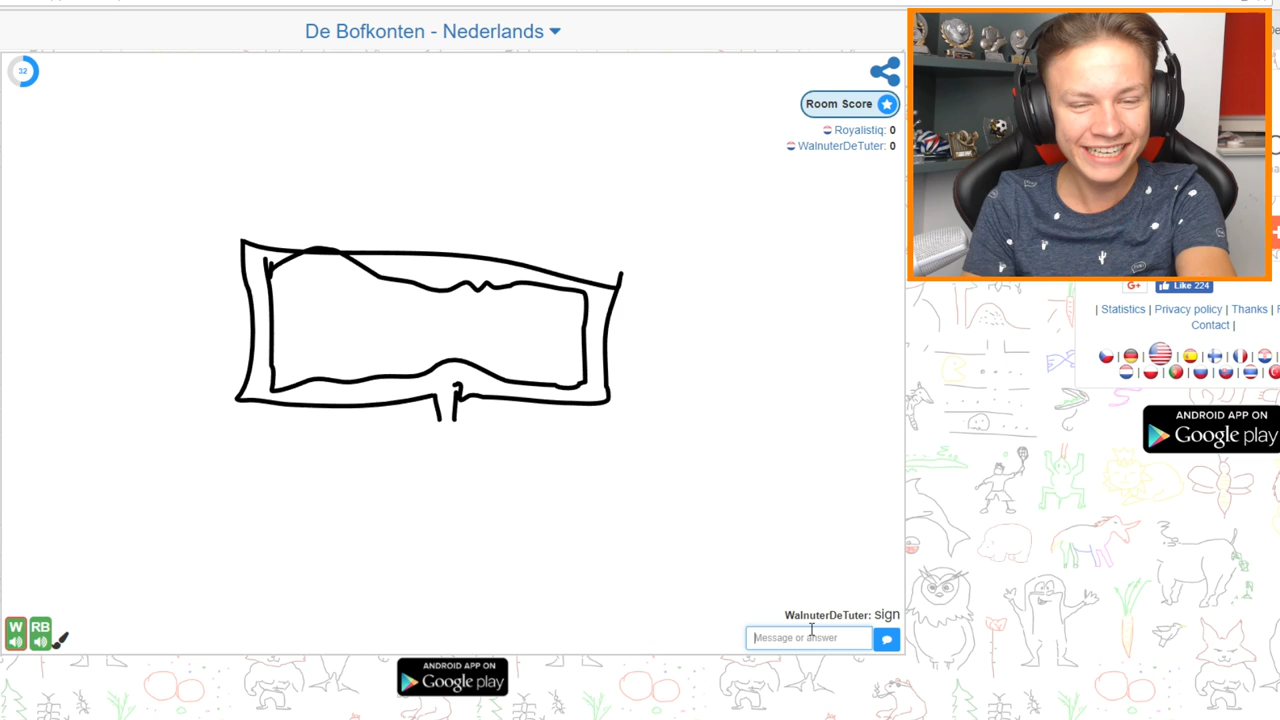 De Bofkonten - Nederlands
32
Room Score
Royalistiq: 0
WalnuterDeTuter: 0
G+ Like 224
| Statistics | Privacy policy | Thanks |
Contact |
ANDROID APP ON
Google play
WalnuterDeTuter: sign
Message or answer
W RB
ANDROID APP ON
Google play